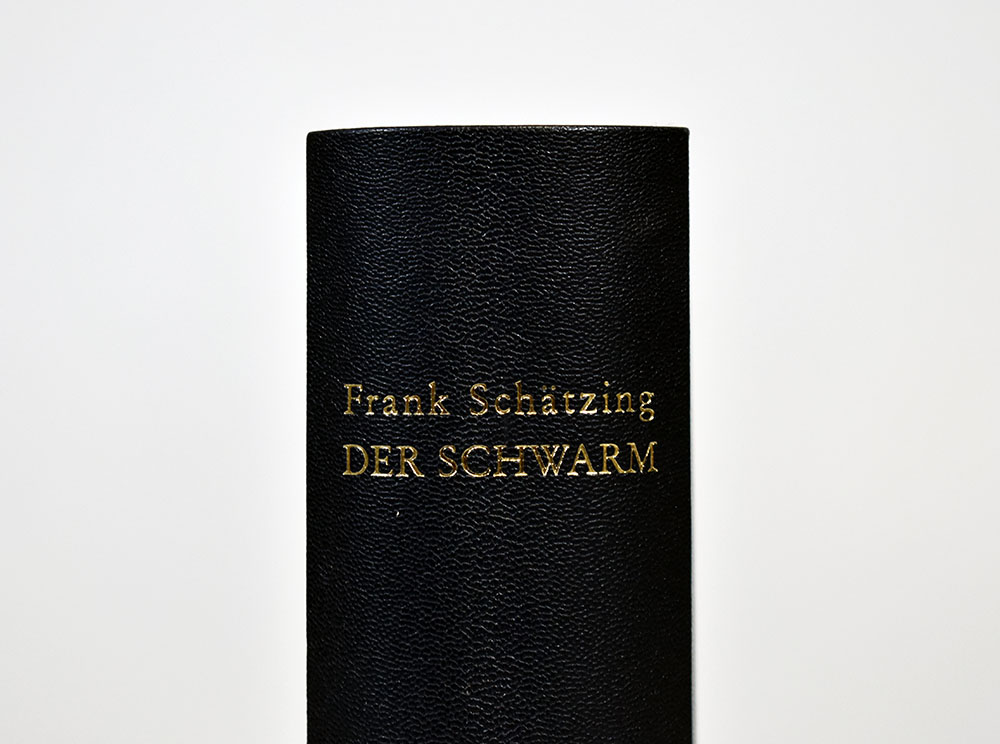 Frank Schätzing
DER SCHWARM